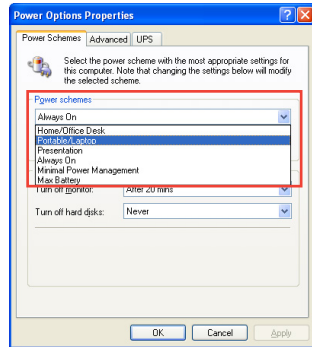 Power Options Properties
Power Schemes Advanced UPS
Select the power scheme with the most appropriate settings for
this computer. Note that changing the settings below will modify
the selected scheme.
Power schemes
Always On
Home/Office Desk
Portable/Laptop
Presentation
Always On
Minimal Power Management
Max Battery
Turn off monitor: After 20 mins
Turn off hard disks: Never
OK Cancel Apply